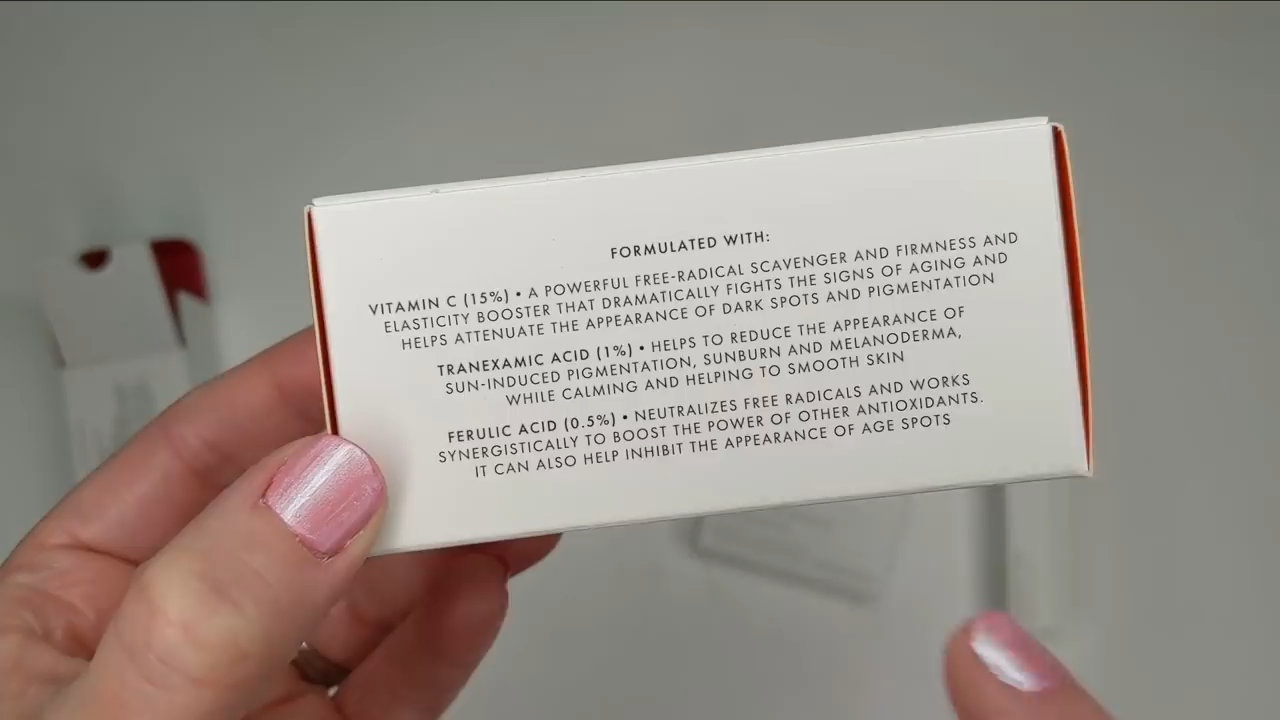 FORMULATED WITH:
VITAMIN C (15%) • A POWERFUL FREE-RADICAL SCAVENGER AND FIRMNESS AND
ELASTICITY BOOSTER THAT DRAMATICALLY FIGHTS THE SIGNS OF AGING AND
HELPS ATTENUATE THE APPEARANCE OF DARK SPOTS AND PIGMENTATION
TRANEXAMIC ACID (1%) • HELPS TO REDUCE THE APPEARANCE OF
SUN-INDUCED PIGMENTATION, SUNBURN AND MELANODERMA,
WHILE CALMING AND HELPING TO SMOOTH SKIN
FERULIC ACID (0.5%) • NEUTRALIZES FREE RADICALS AND WORKS
SYNERGISTICALLY TO BOOST THE POWER OF OTHER ANTIOXIDANTS.
IT CAN ALSO HELP INHIBIT THE APPEARANCE OF AGE SPOTS